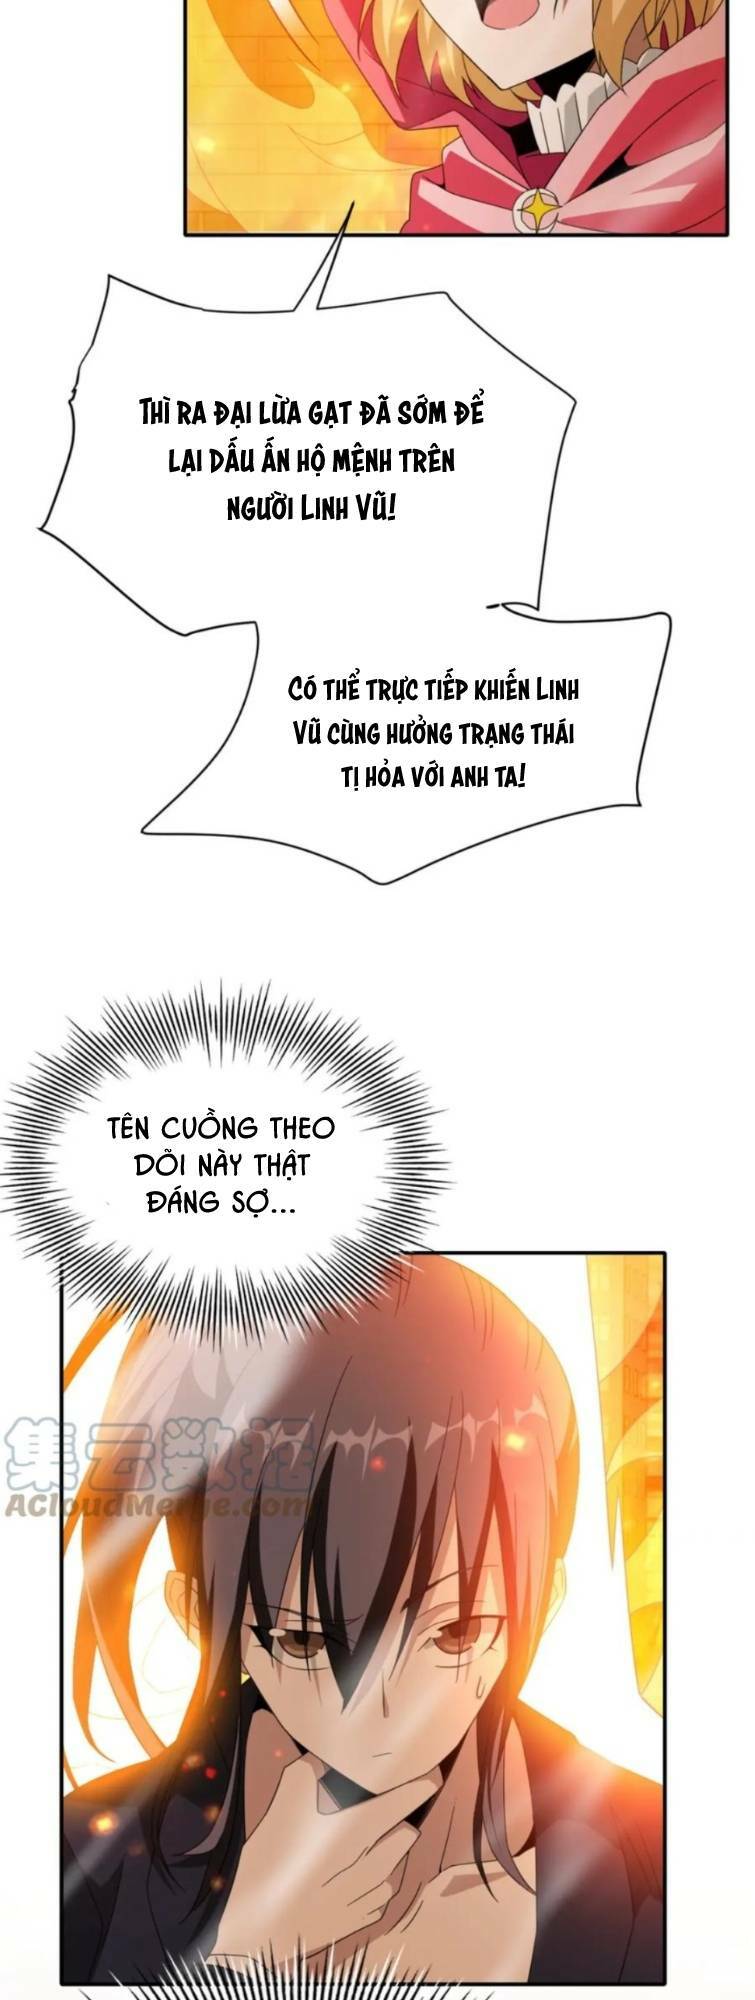 Thì ra đại lừa gạt đã sớm để
lại dấu ấn hộ mệnh trên
người Linh Vũ!
Có thể trực tiếp khiến Linh
Vũ cùng hưởng trạng thái
tị hỏa với anh ta!
TÊN CUỒNG THEO
DÕI NÀY THẬT
ĐÁNG SỢ...
集云数据
ACloudMerge.com